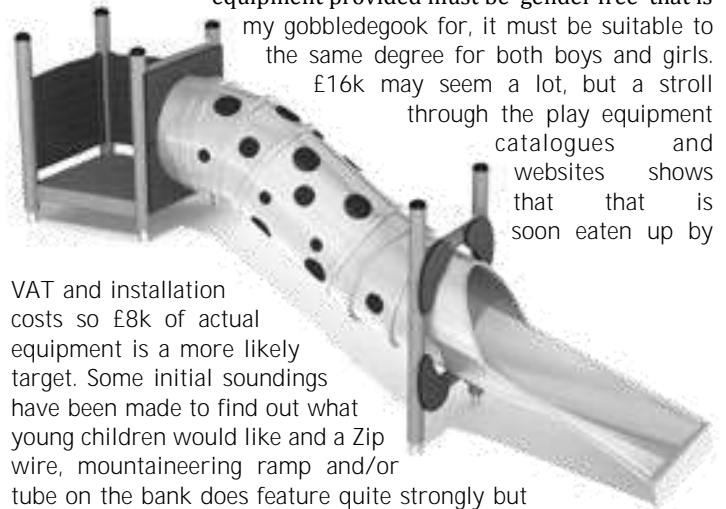 equipment provided must be 'gender free' that is
my gobbledegook for, it must be suitable to
the same degree for both boys and girls.
£16k may seem a lot, but a stroll
through the play equipment
catalogues and
websites shows
that that is
soon eaten up by
VAT and installation
costs so £8k of actual
equipment is a more likely
target. Some initial soundings
have been made to find out what
young children would like and a Zip
wire, mountaineering ramp and/or
tube on the bank does feature quite strongly but